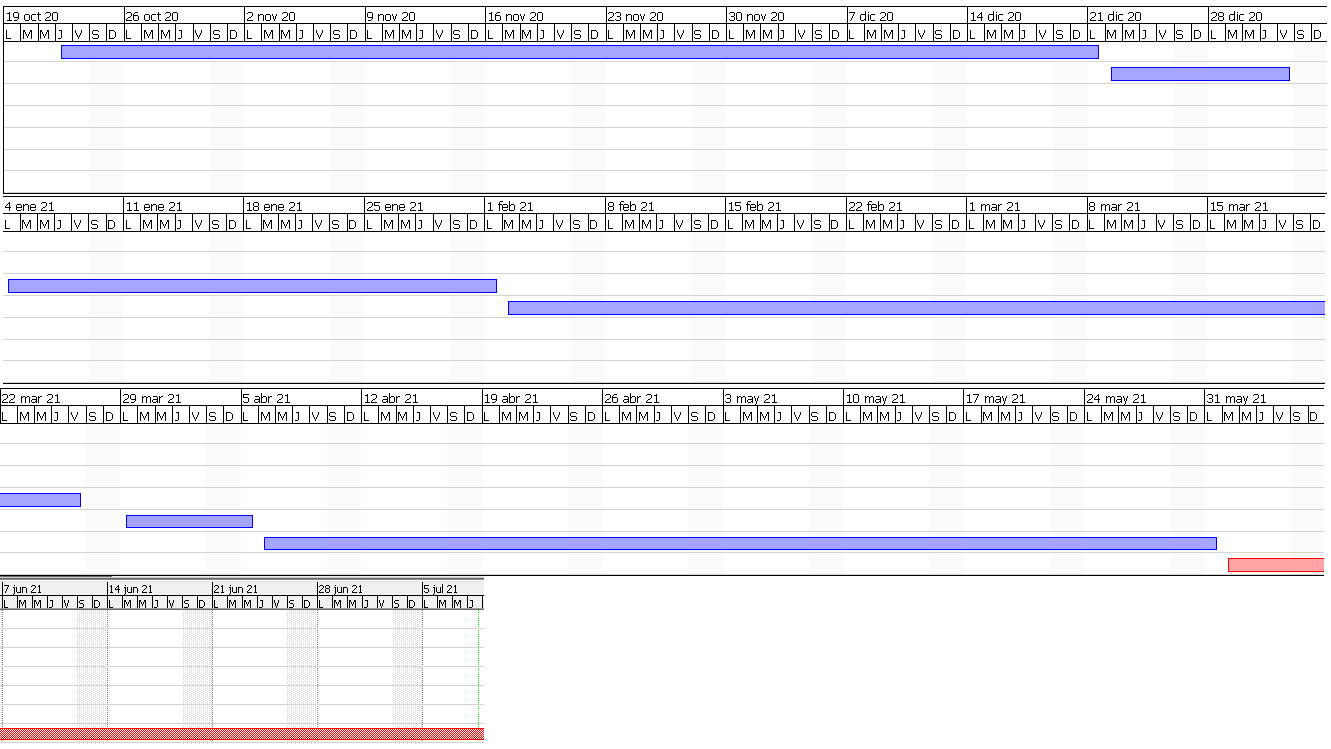 19 oct 20 26 oct 20 2 nov 20 9 nov 20 16 nov 20 23 nov 20 30 nov 20 7 dic 20 14 dic 20 21 dic 20 28 dic 20
L M M J V S D L M M J V S D L M M J V S D L M M J V S D L M M J V S D L M M J V S D L M M J V S D L M M J V S D L M M J V S D L M M J V S D L M M J V S D
4 ene 21 11 ene 21 18 ene 21 25 ene 21 1 feb 21 8 feb 21 15 feb 21 22 feb 21 1 mar 21 8 mar 21 15 mar 21
L M M J V S D L M M J V S D L M M J V S D L M M J V S D L M M J V S D L M M J V S D L M M J V S D L M M J V S D L M M J V S D L M M J V S D L M M J V S D
22 mar 21 29 mar 21 5 abr 21 12 abr 21 19 abr 21 26 abr 21 3 may 21 10 may 21 17 may 21 24 may 21 31 may 21
L M M J V S D L M M J V S D L M M J V S D L M M J V S D L M M J V S D L M M J V S D L M M J V S D L M M J V S D L M M J V S D L M M J V S D L M M J V S D
7 jun 21 14 jun 21 21 jun 21 28 jun 21 5 jul 21
L M M J V S D L M M J V S D L M M J V S D L M M J V S D L M M J